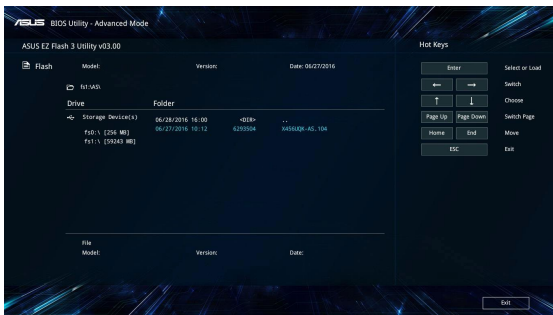 ASUS BIOS Utility - Advanced Mode
ASUS EZ Flash 3 Utility v03.00
Hot Keys
Flash
Model: Version: Date: 06/27/2016
fs1:\AS\
Drive Folder
Storage Device(s)
fs0:\ [256 MB]
fs1:\ [59243 MB]
06/28/2016 16:00 <DIR> ..
06/27/2016 10:12 6293504 X456UQK-AS.104
File
Model: Version: Date:
Enter Select or Load
← → Switch
↑ ↓ Choose
Page Up Page Down Switch Page
Home End Move
ESC Exit
Exit